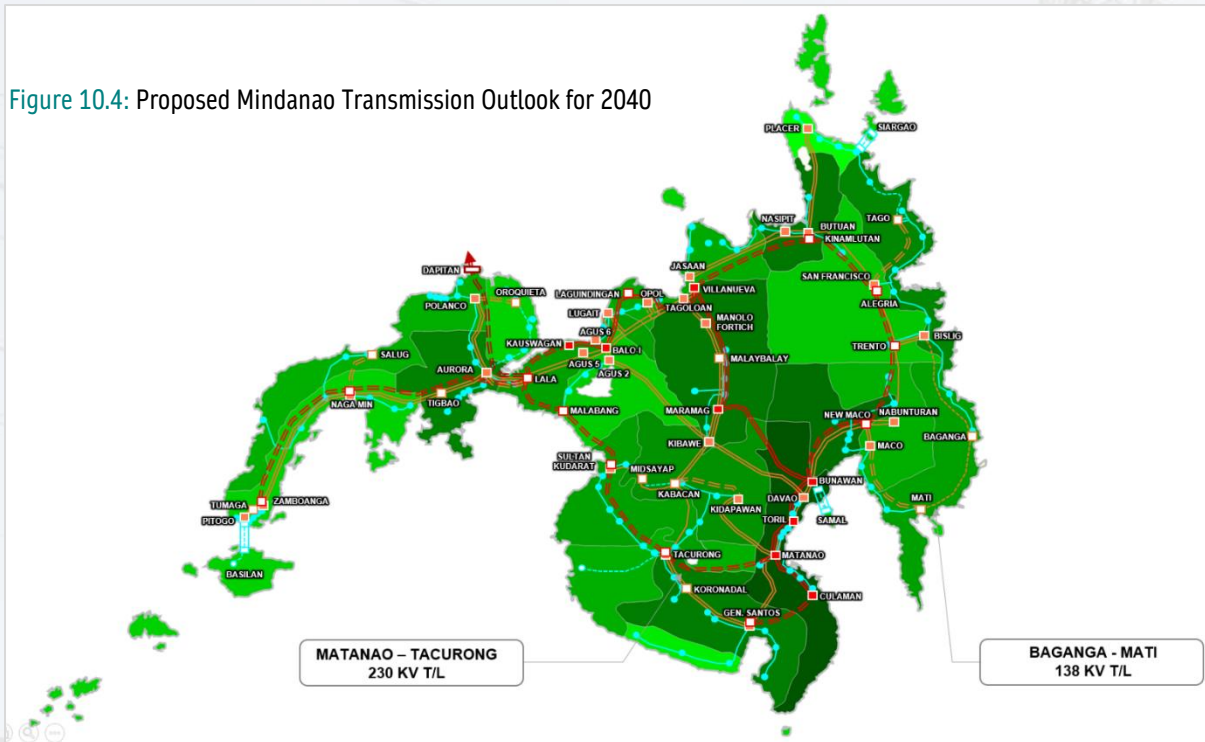 Figure 10.4: Proposed Mindanao Transmission Outlook for 2040
PLACER
SIARGAO
NASIPIT
BUTUAN
TAGO
KINAMLUTAN
JASAAN
SAN FRANCISCO
DAPITAN
VILLANUEVA
ALEGRIA
LAGUINDINGAN
OPOL
OROQUIETA
POLANCO
TAGOLOAN
LUGAIT
MANOLO
FORTICH
AGUS 6
BISLIG
KAUSWAGAN
BALO I
TRENTO
SALUG
AGUS 5
MALAYBALAY
AGUS 2
AURORA
LALA
NAGA MIN
TIGBAO
MALABANG
MARAMAG
NEW MACO
NABUNTURAN
BAGANGA
KIBAWE
MACO
SULTAN
KUDARAT
MIDSAYAP
KABACAN
BUNAWAN
DAVAO
MATI
KIDAPAWAN
TUMAGA
ZAMBOANGA
PITOGO
TORIL
SAMAL
TACURONG
MATANAO
BASILAN
KORONADAL
CULAMAN
GEN. SANTOS
MATANAO – TACURONG
230 KV T/L
BAGANGA - MATI
138 KV T/L